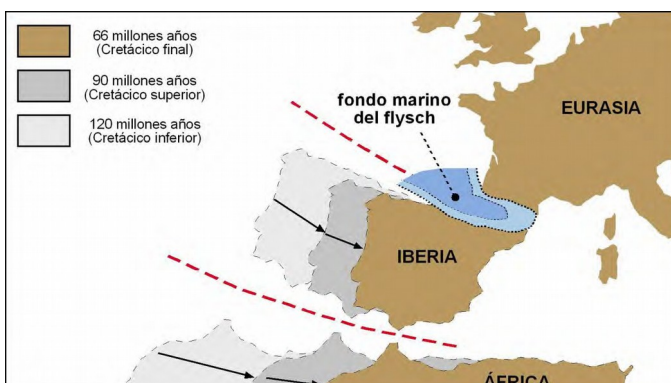 66 millones años
(Cretácico final)
90 millones años
(Cretácico superior)
120 millones años
(Cretácico inferior)
fondo marino
del flysch
EURASIA
IBERIA
ÁFRICA